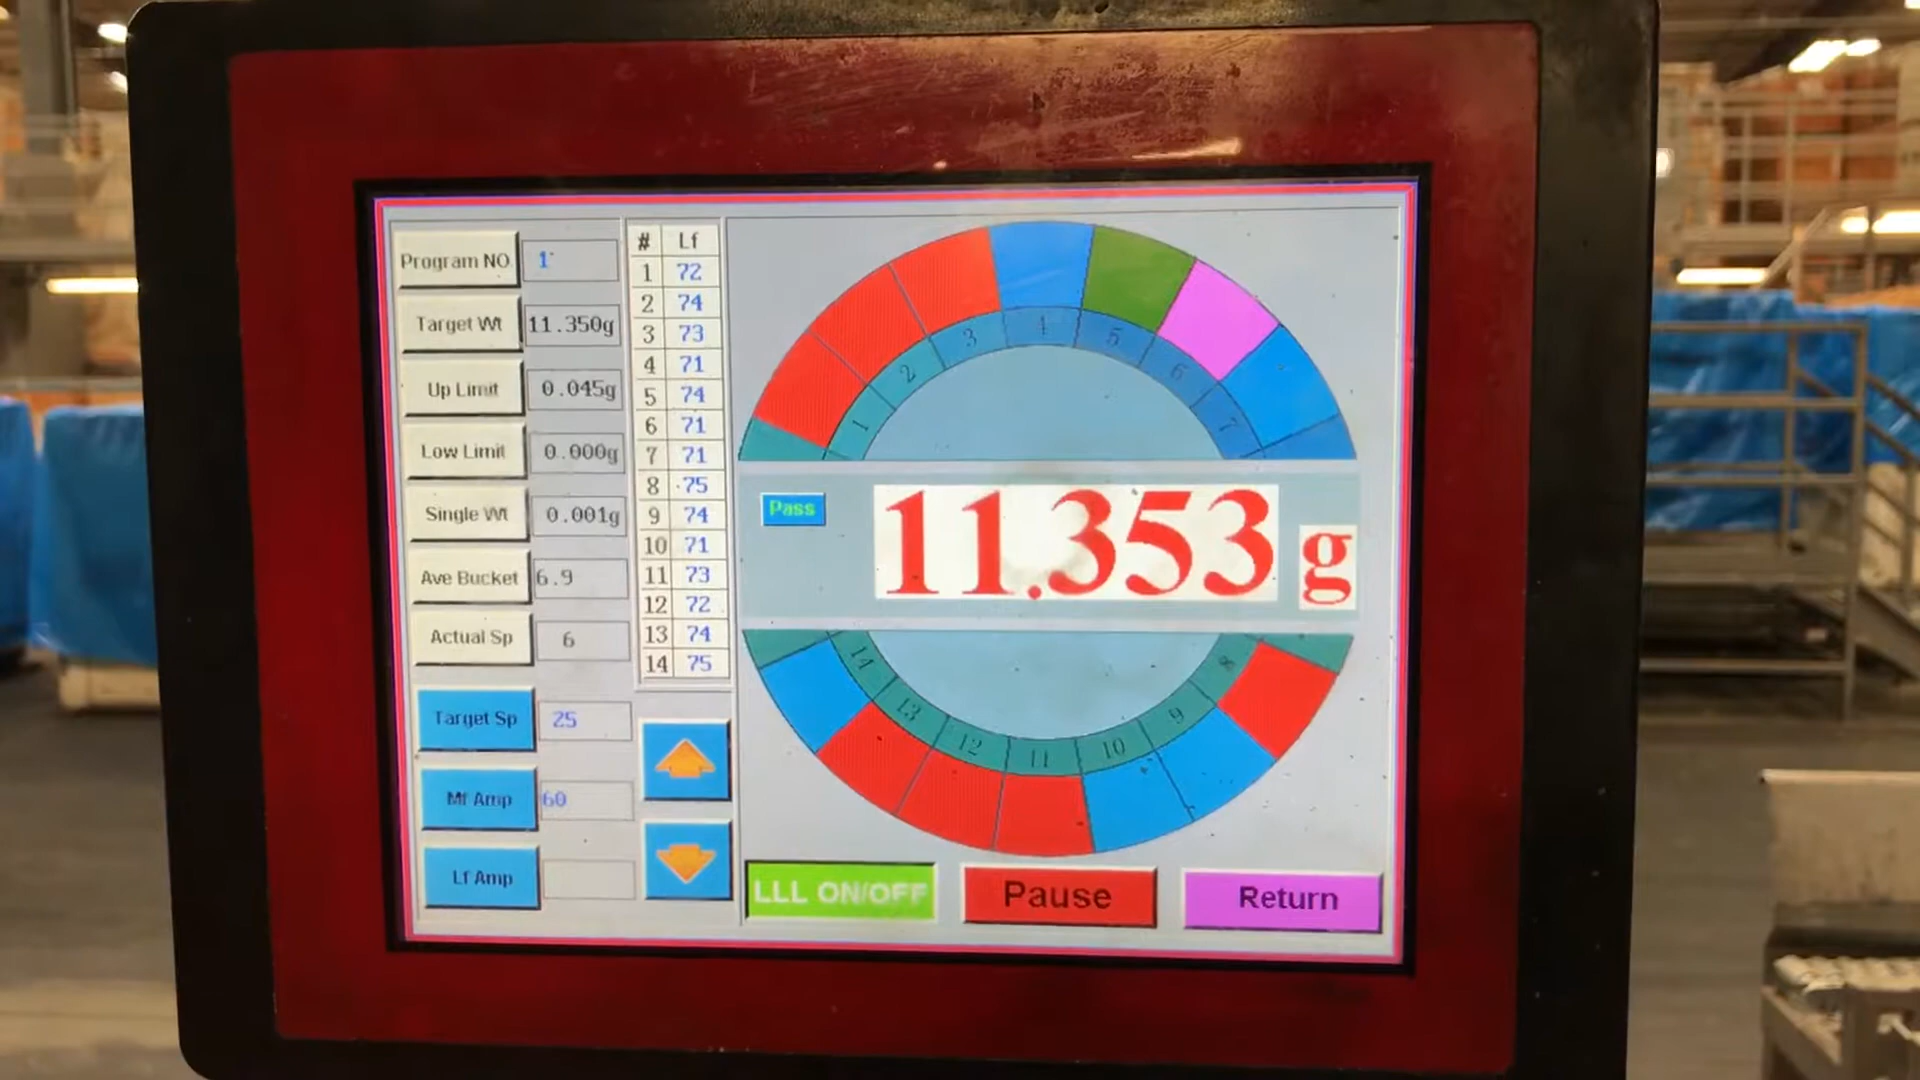 Program NO. 1
Target Wt 11.350g
Up Limit 0.045g
Low Limit 0.000g
Single Wt 0.001g
Ave Bucket 6.9
Actual Sp 6
Target Sp 25
Mf Amp 60
Lf Amp
# Lf
1 72
2 74
3 73
4 71
5 74
6 71
7 71
8 75
9 74
10 71
11 73
12 72
13 74
14 75
1 2 3 4 5 6 7
Pass 11.353 g
14 13 12 11 10 9 8
LLL ON/OFF Pause Return